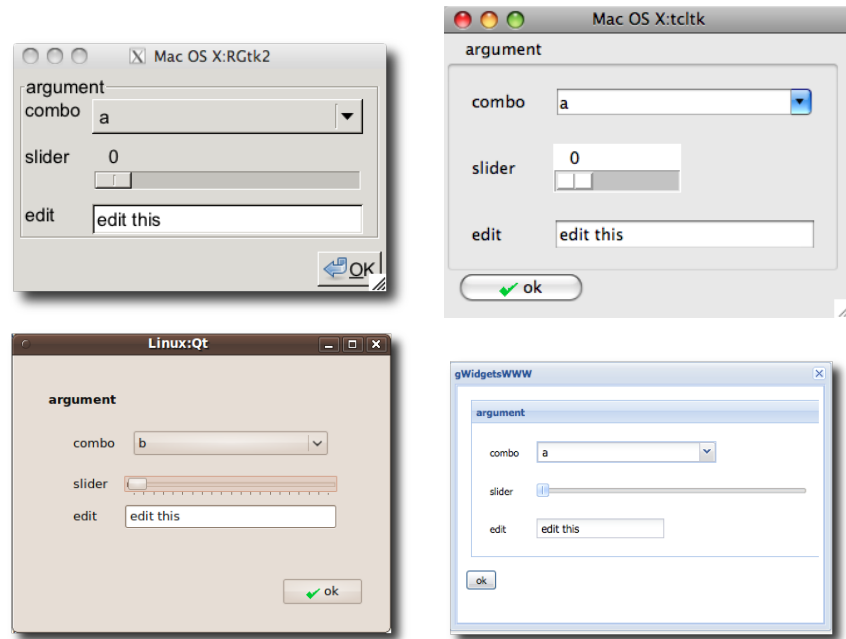 Mac OS X:RGtk2
argument
combo a
slider 0
edit edit this
OK
Mac OS X:tcltk
argument
combo a
slider 0
edit edit this
ok
Linux:Qt
argument
combo b
slider
edit edit this
ok
gWidgetsWWW
argument
combo a
slider
edit edit this
ok